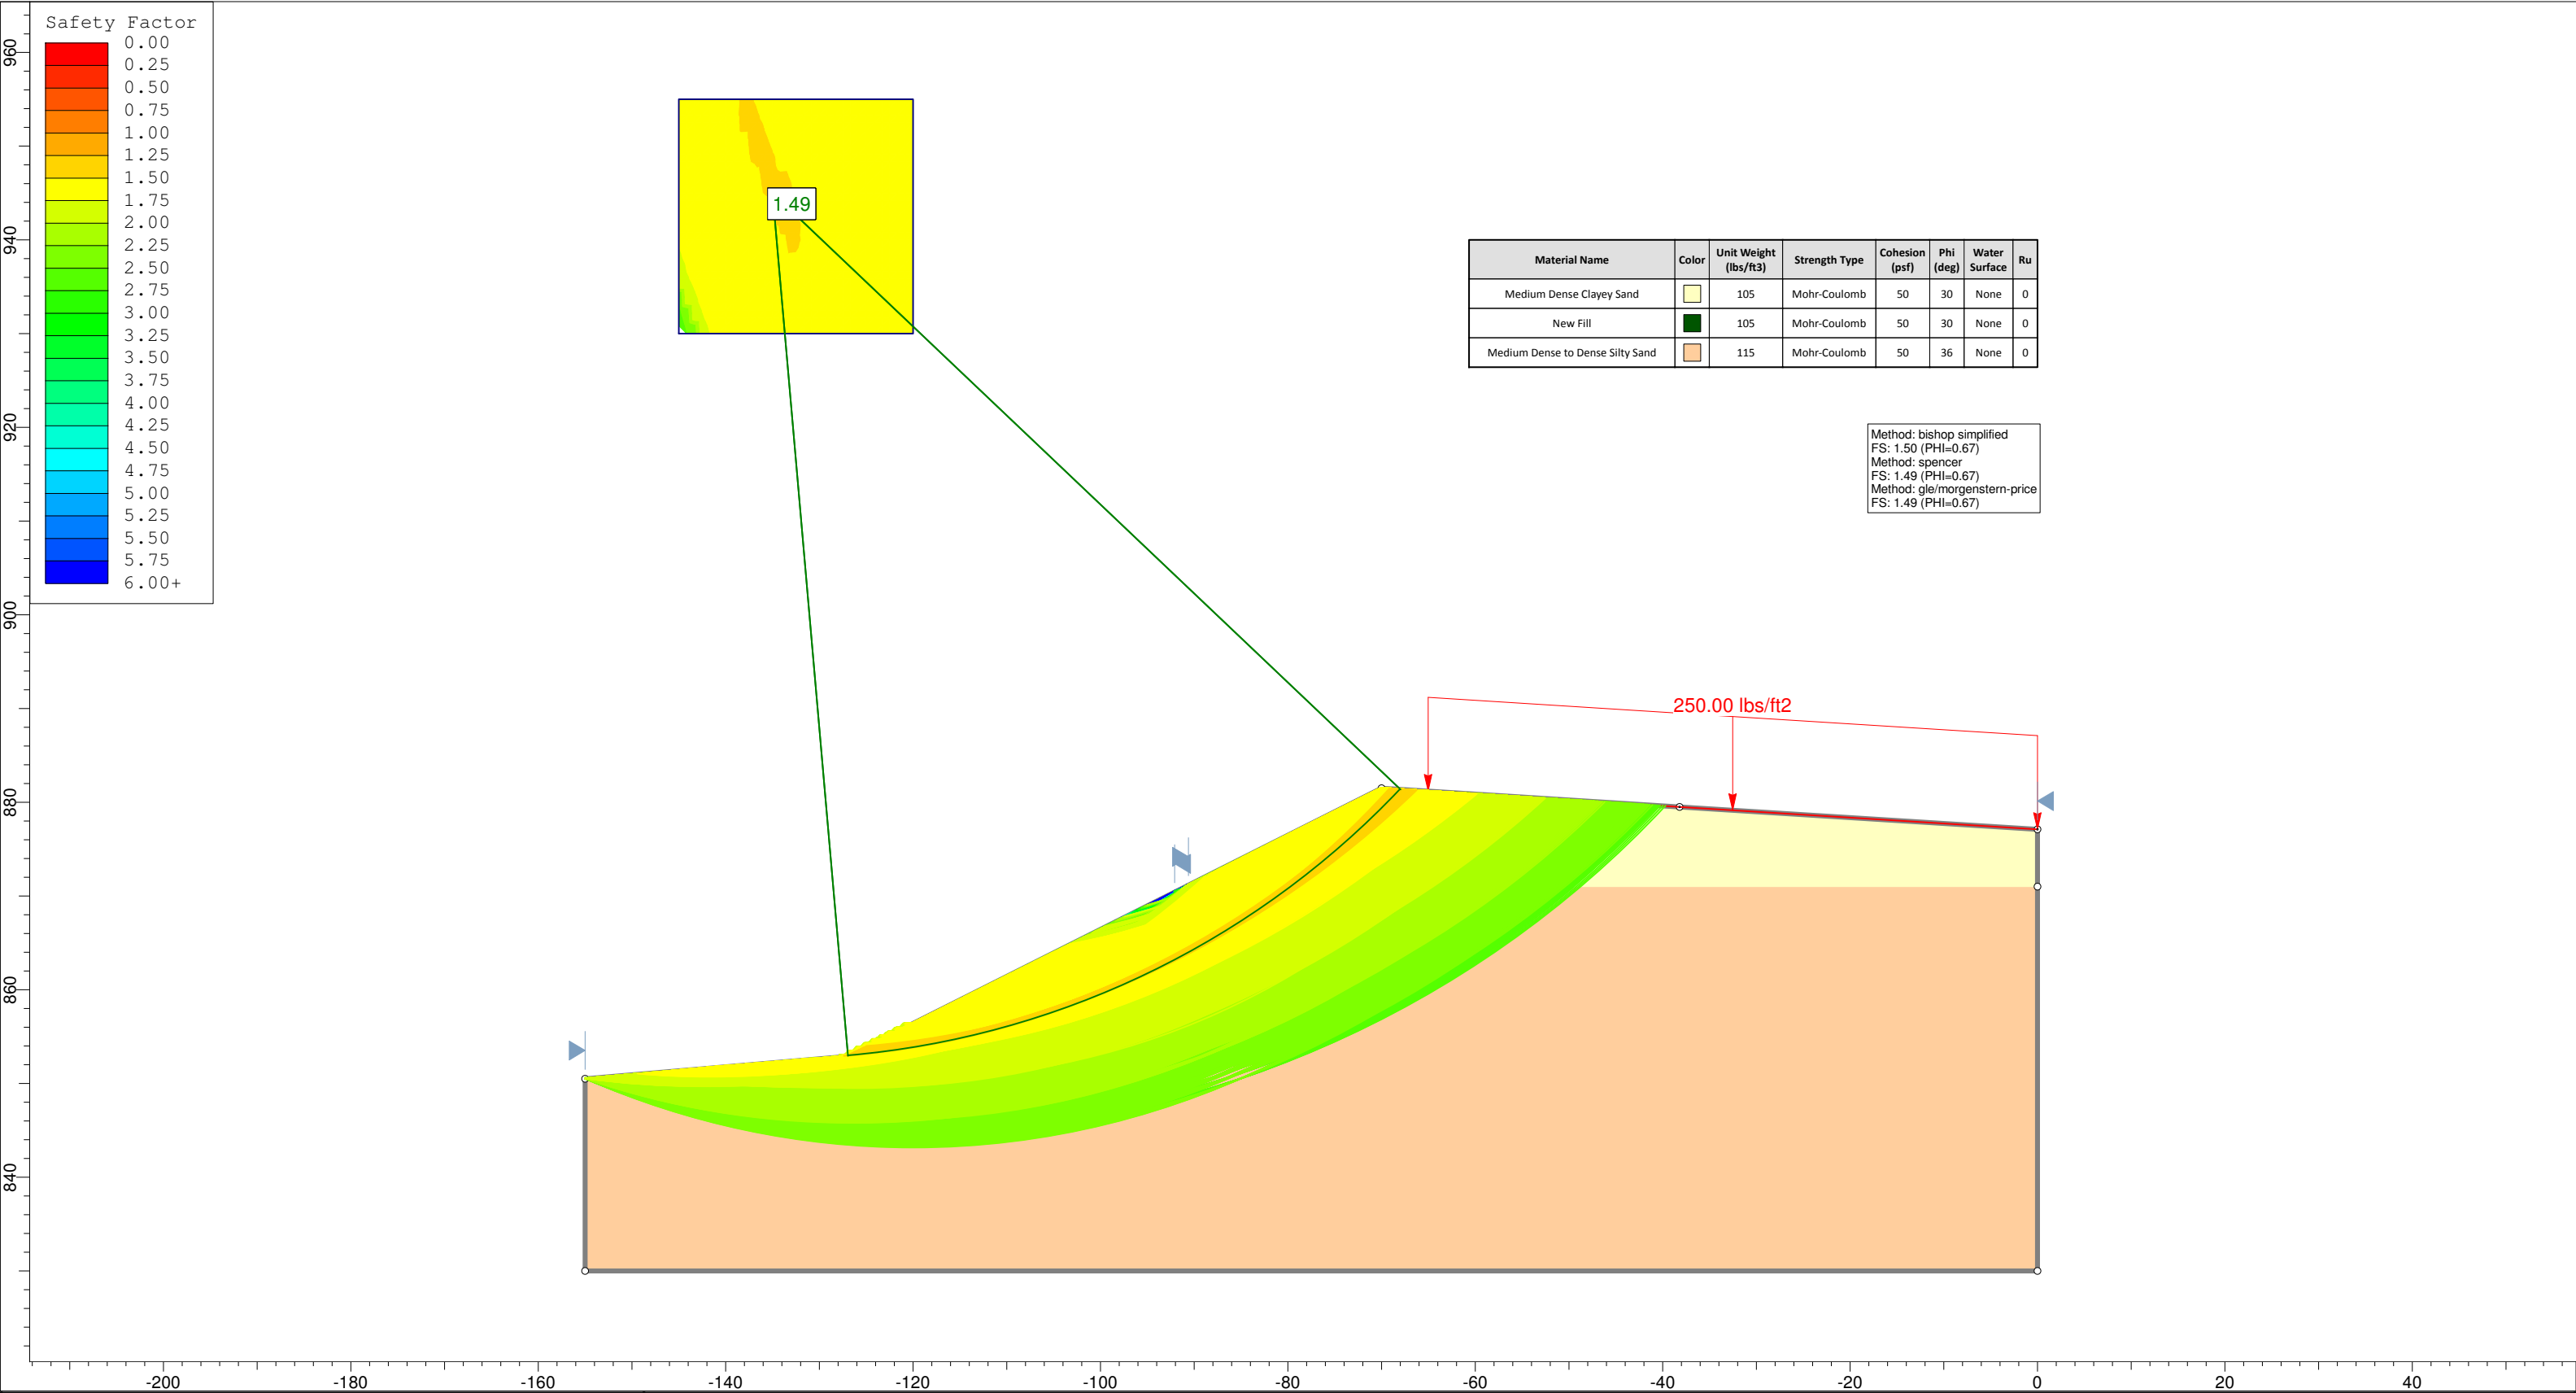 Safety Factor
0.00
0.25
0.50
0.75
1.00
1.25
1.50
1.75
2.00
2.25
2.50
2.75
3.00
3.25
3.50
3.75
4.00
4.25
4.50
4.75
5.00
5.25
5.50
5.75
6.00+
960
940
920
900
880
860
840
1.49
Material Name Color Unit Weight (lbs/ft3) Strength Type Cohesion (psf) Phi (deg) Water Surface Ru
Medium Dense Clayey Sand 105 Mohr-Coulomb 50 30 None 0
New Fill 105 Mohr-Coulomb 50 30 None 0
Medium Dense to Dense Silty Sand 115 Mohr-Coulomb 50 36 None 0
Method: bishop simplified
FS: 1.50 (PHI=0.67)
Method: spencer
FS: 1.49 (PHI=0.67)
Method: gle/morgenstern-price
FS: 1.49 (PHI=0.67)
250.00 lbs/ft2
-200 -180 -160 -140 -120 -100 -80 -60 -40 -20 0 20 40